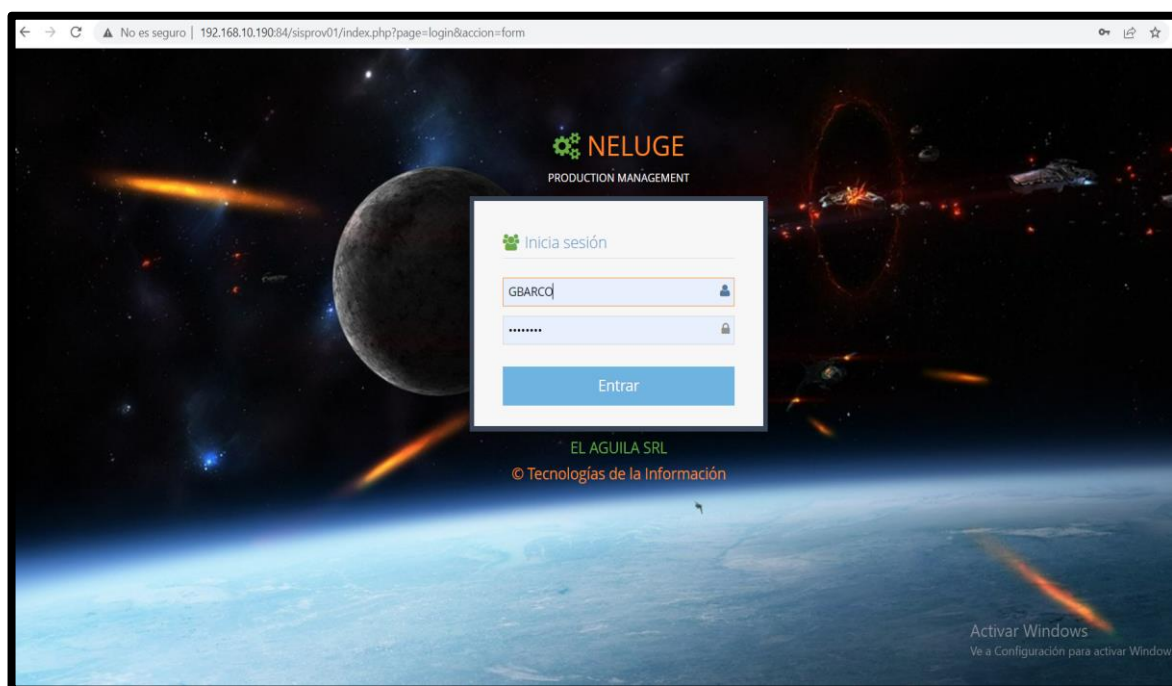 No es seguro | 192.168.10.190:84/sisprov01/index.php?page=login&accion=form
NELUGE
PRODUCTION MANAGEMENT
Inicia sesión
GBARCO
••••••••
Entrar
EL AGUILA SRL
© Tecnologías de la Información
Activar Windows
Ve a Configuración para activar Window